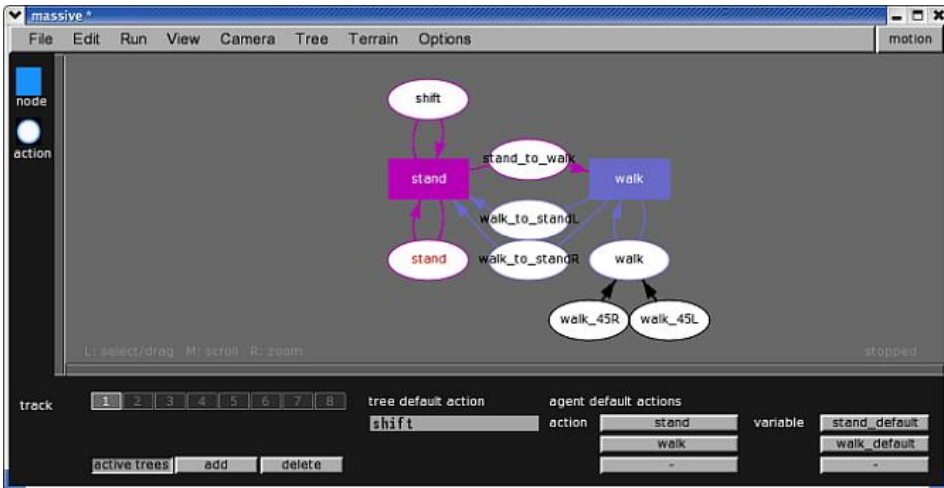 massive *
File Edit Run View Camera Tree Terrain Options motion
node
action
shift
stand_to_walk
stand
walk
walk_to_standL
stand
walk_to_standR
walk
walk_45R
walk_45L
L: select/drag M: scroll R: zoom
stopped
track
1 2 3 4 5 6 7 8
tree default action
agent default actions
shift
action
stand
variable
stand_default
walk
walk_default
-
-
active trees
add
delete